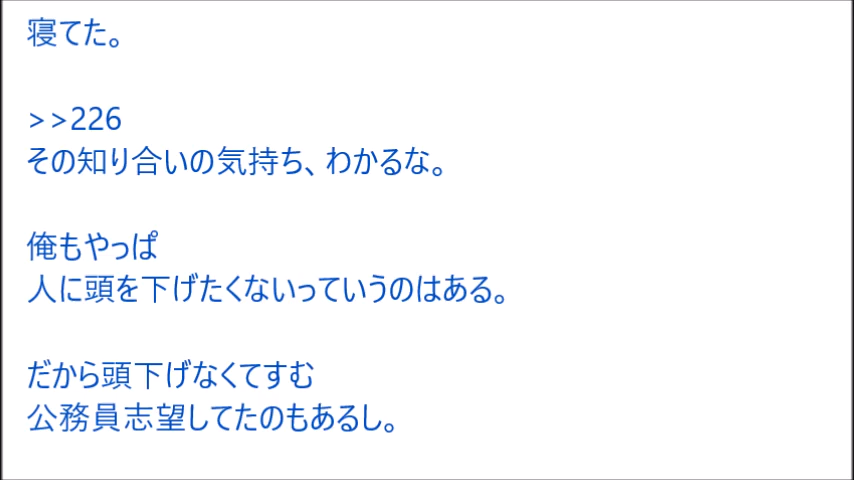 寝てた。
>>226
その知り合いの気持ち、わかるな。
俺もやっぱ
人に頭を下げたくないっていうのはある。
だから頭下げなくてすむ
公務員志望してたのもあるし。